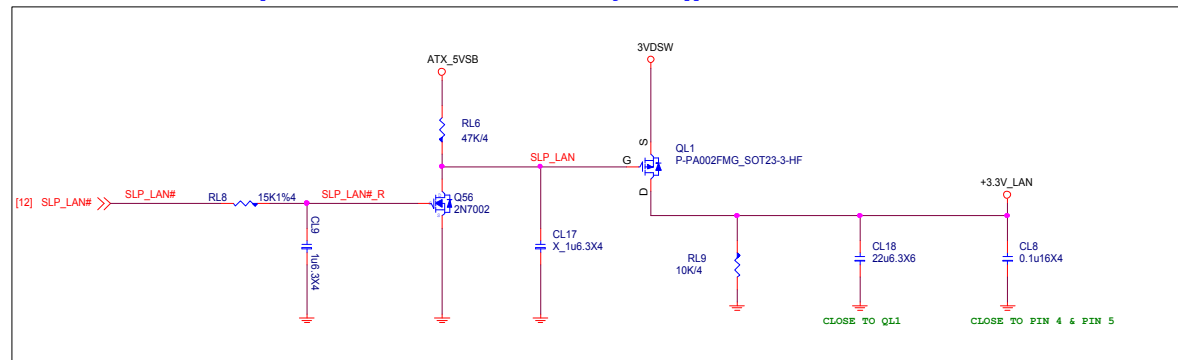 ATX_5VSB
3VDSW
RL6
47K/4
SLP_LAN
G
S
D
QL1
P-PA002FMG_SOT23-3-HF
+3.3V_LAN
[12] SLP_LAN#
SLP_LAN#
RL8
15K1%4
SLP_LAN#_R
Q56
2N7002
CL9
1u6.3X4
CL17
X_1u6.3X4
RL9
10K/4
CL18
22u6.3X6
CL8
0.1u16X4
CLOSE TO QL1
CLOSE TO PIN 4 & PIN 5